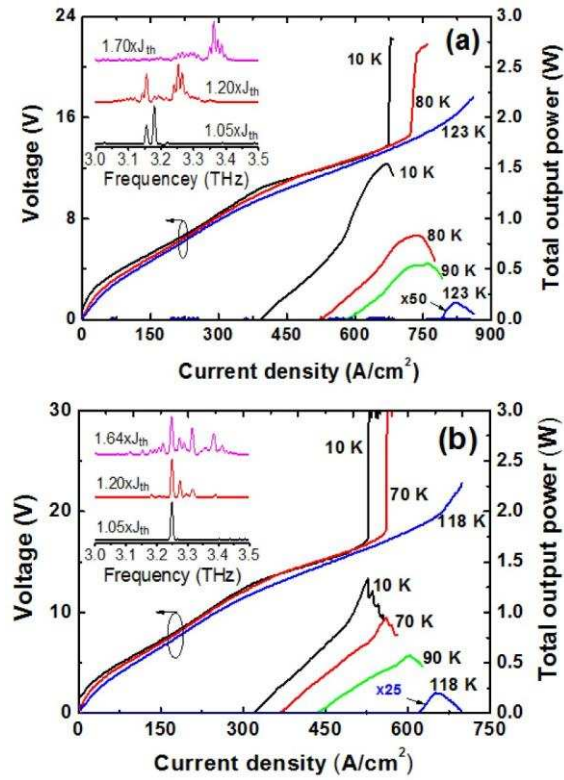 (a)
24
16
8
0
Voltage (V)
3.0
2.5
2.0
1.5
1.0
0.5
0.0
Total output power (W)
1.70xJth
1.20xJth
1.05xJth
3.0 3.1 3.2 3.3 3.4 3.5
Frequencey (THz)
10 K
80 K
123 K
10 K
80 K
90 K
x50
123 K
0 150 300 450 600 750 900
Current density (A/cm²)
(b)
30
20
10
0
Voltage (V)
3.0
2.5
2.0
1.5
1.0
0.5
0.0
Total output power (W)
1.64xJth
1.20xJth
1.05xJth
3.0 3.1 3.2 3.3 3.4 3.5
Frequency (THz)
10 K
70 K
118 K
10 K
70 K
90 K
x25
118 K
0 150 300 450 600 750
Current density (A/cm²)